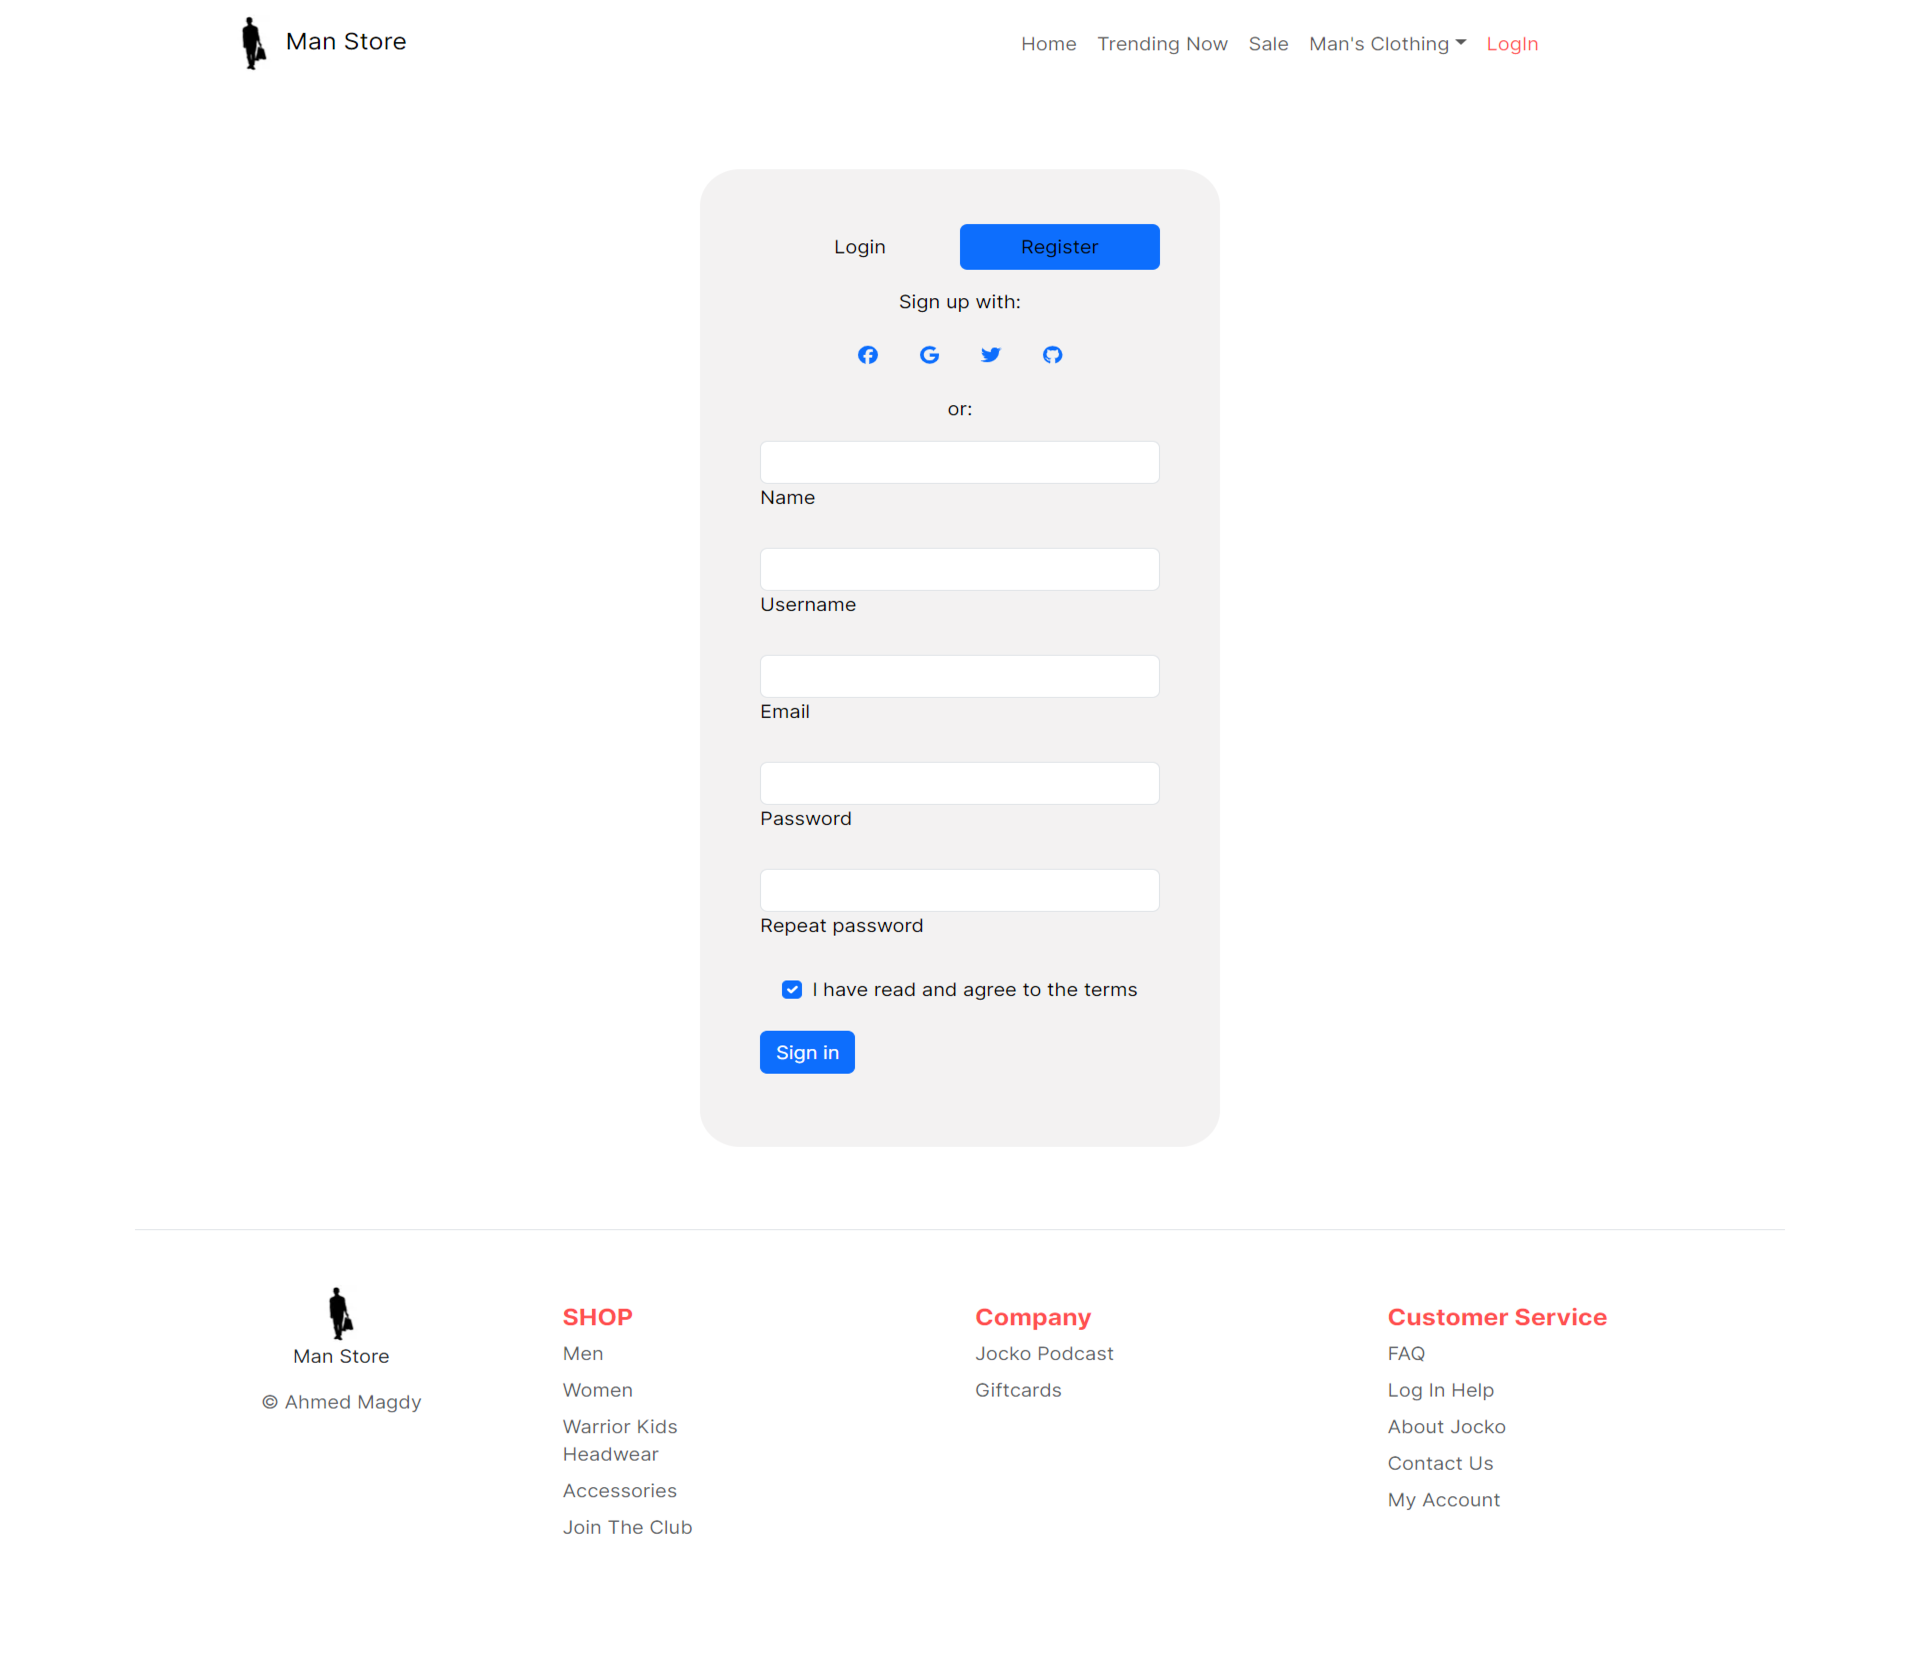 Man Store
Home Trending Now Sale Man's Clothing LogIn
Login Register
Sign up with:
or:
Name
Username
Email
Password
Repeat password
I have read and agree to the terms
Sign in
Man Store
© Ahmed Magdy
SHOP
Men
Women
Warrior Kids
Headwear
Accessories
Join The Club
Company
Jocko Podcast
Giftcards
Customer Service
FAQ
Log In Help
About Jocko
Contact Us
My Account